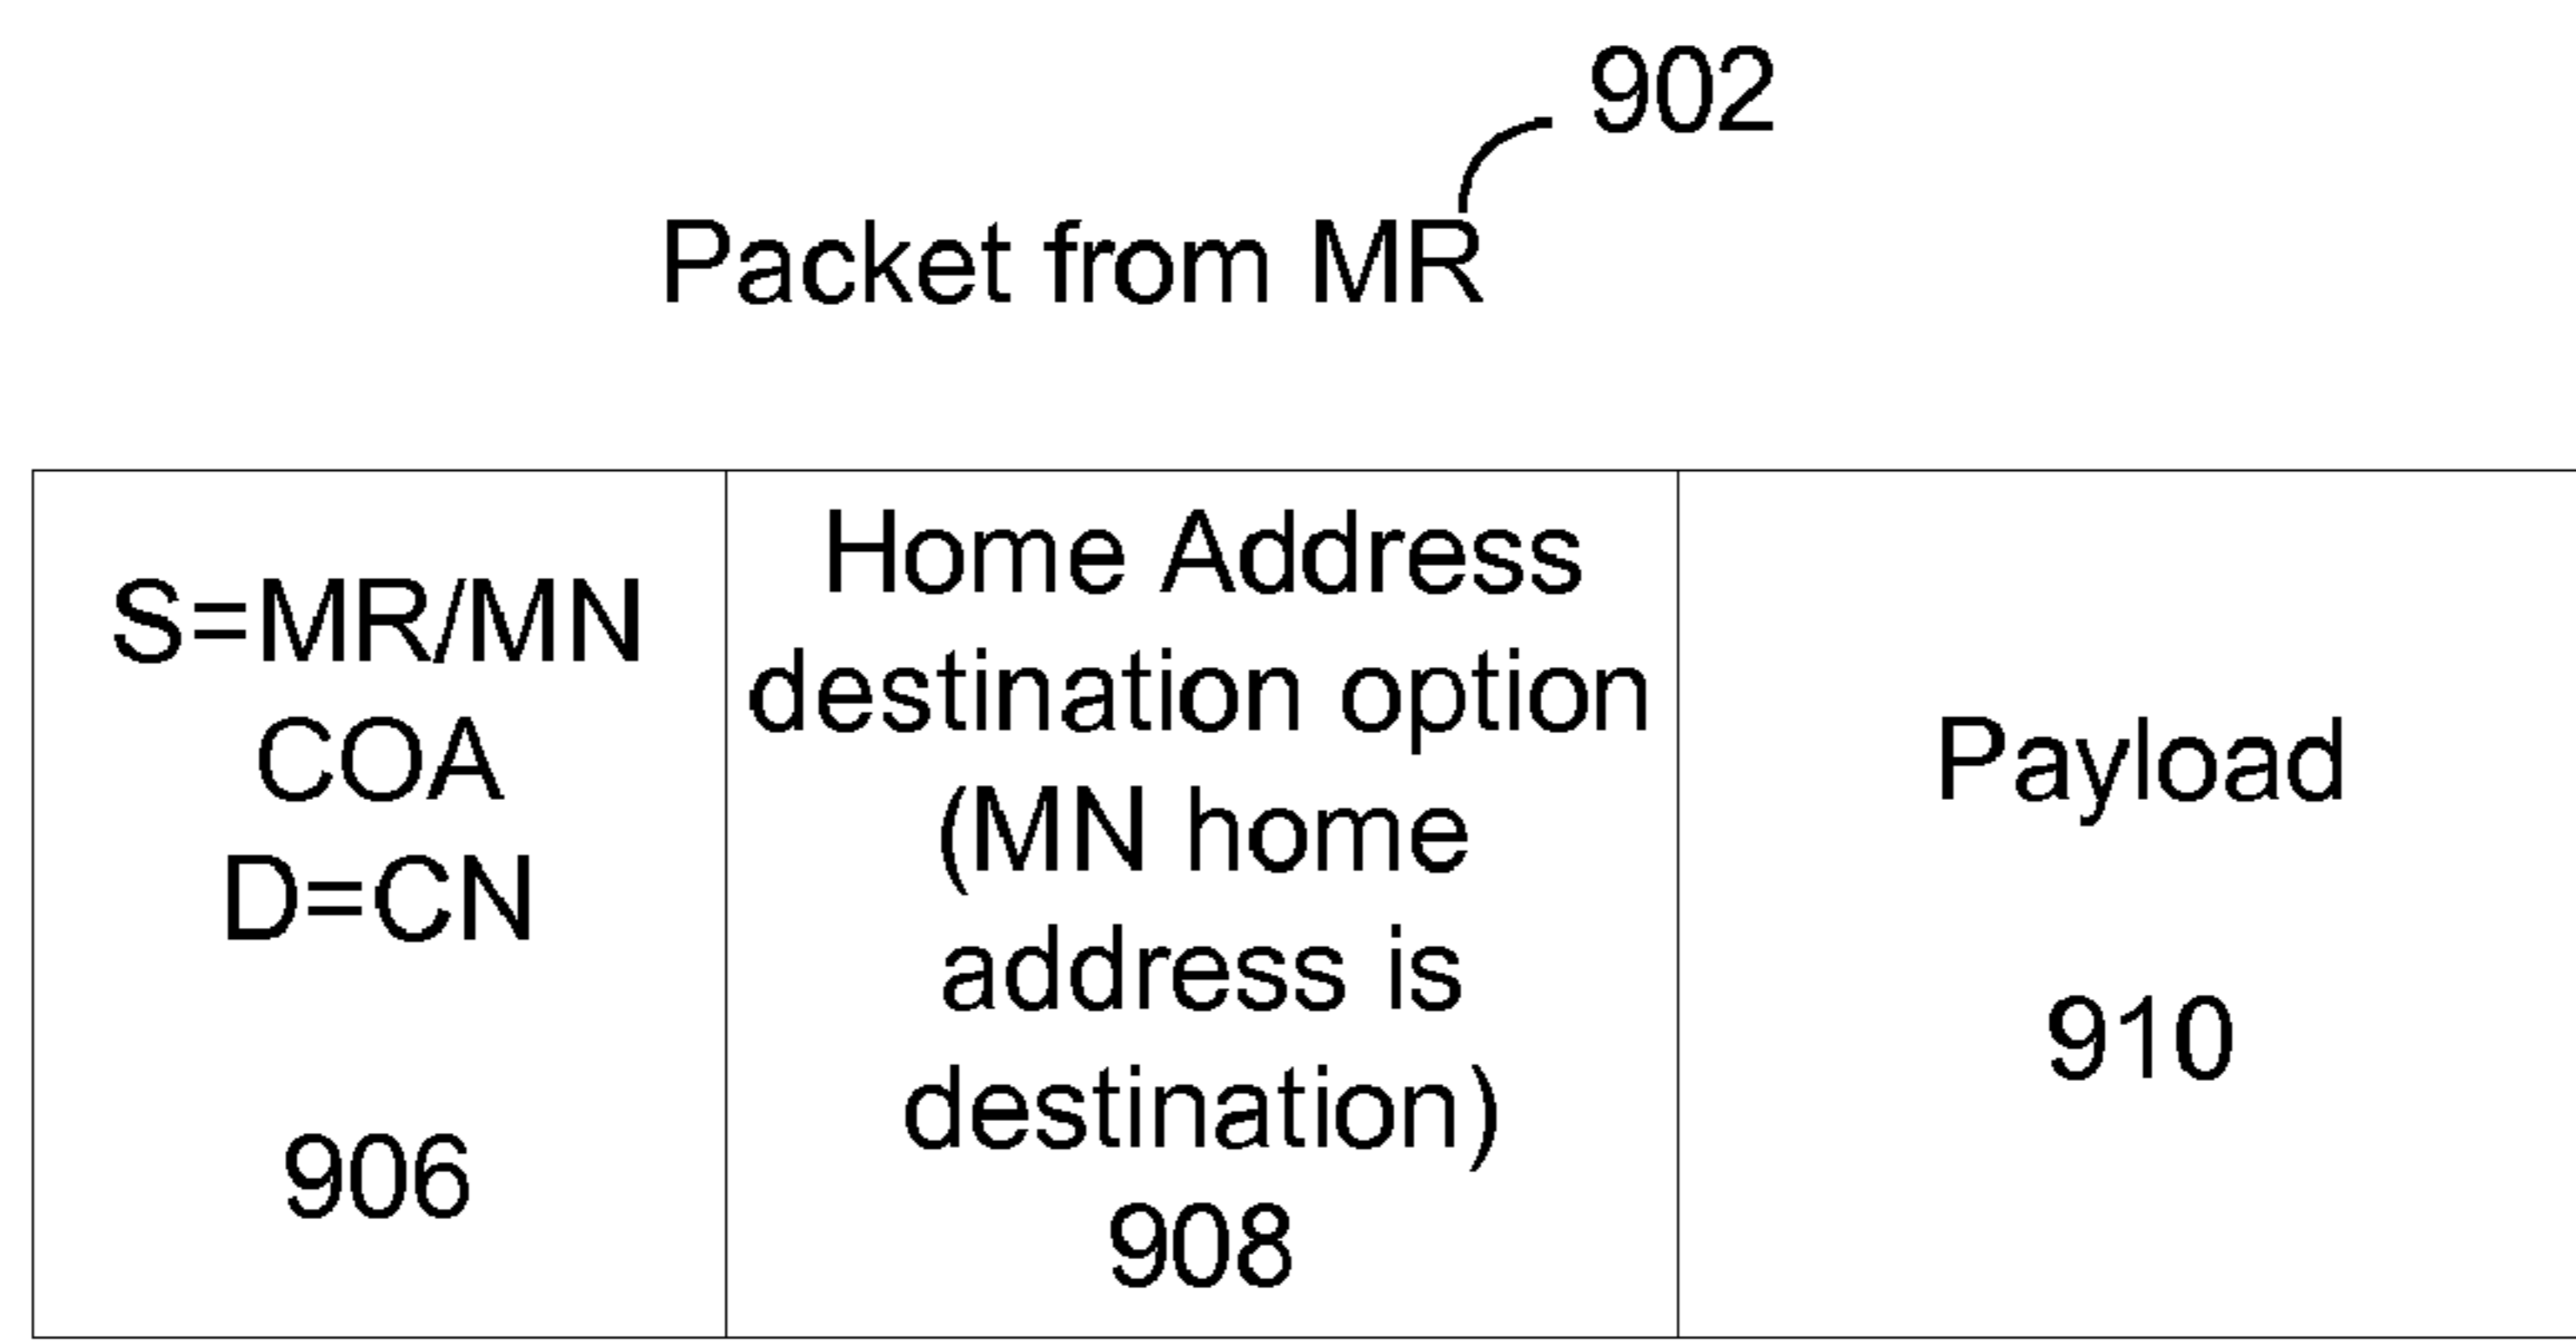 902
Packet from MR
S=MR/MN
COA
D=CN
906
Home Address
destination option
(MN home
address is
destination)
908
Payload
910